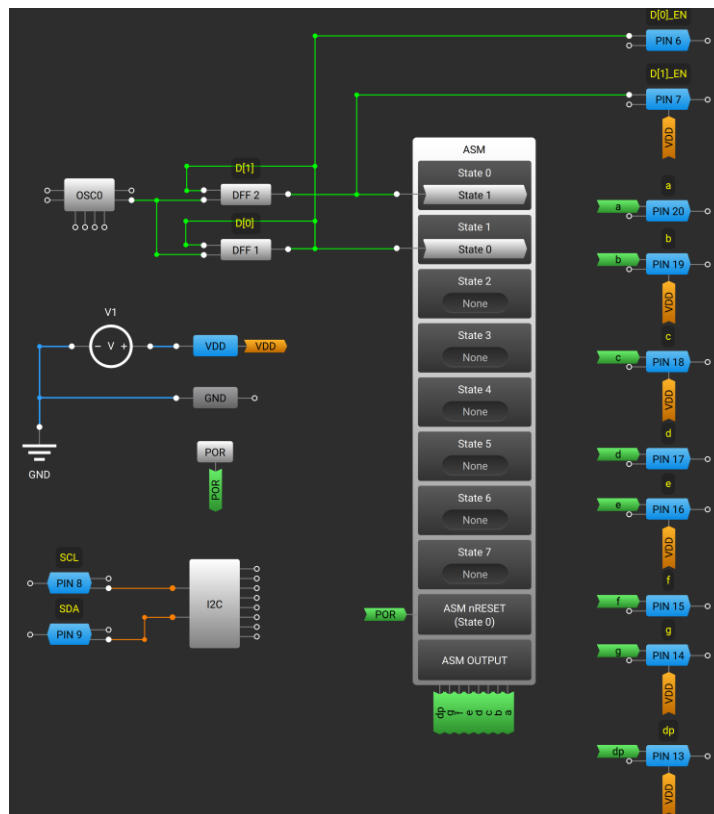 D[0]_EN
PIN 6
D[1]_EN
PIN 7
VDD
ASM
State 0
State 1
State 1
State 0
State 2
None
State 3
None
State 4
None
State 5
None
State 6
None
State 7
None
ASM nRESET
(State 0)
ASM OUTPUT
POR
dp
g
f
e
d
c
b
a
OSC0
D[1]
DFF 2
D[0]
DFF 1
V1
− V +
VDD
VDD
GND
GND
POR
POR
SCL
PIN 8
SDA
PIN 9
I2C
a
a
PIN 20
b
b
PIN 19
VDD
c
c
PIN 18
VDD
d
d
PIN 17
e
e
PIN 16
VDD
f
f
PIN 15
g
g
PIN 14
VDD
dp
dp
PIN 13
VDD